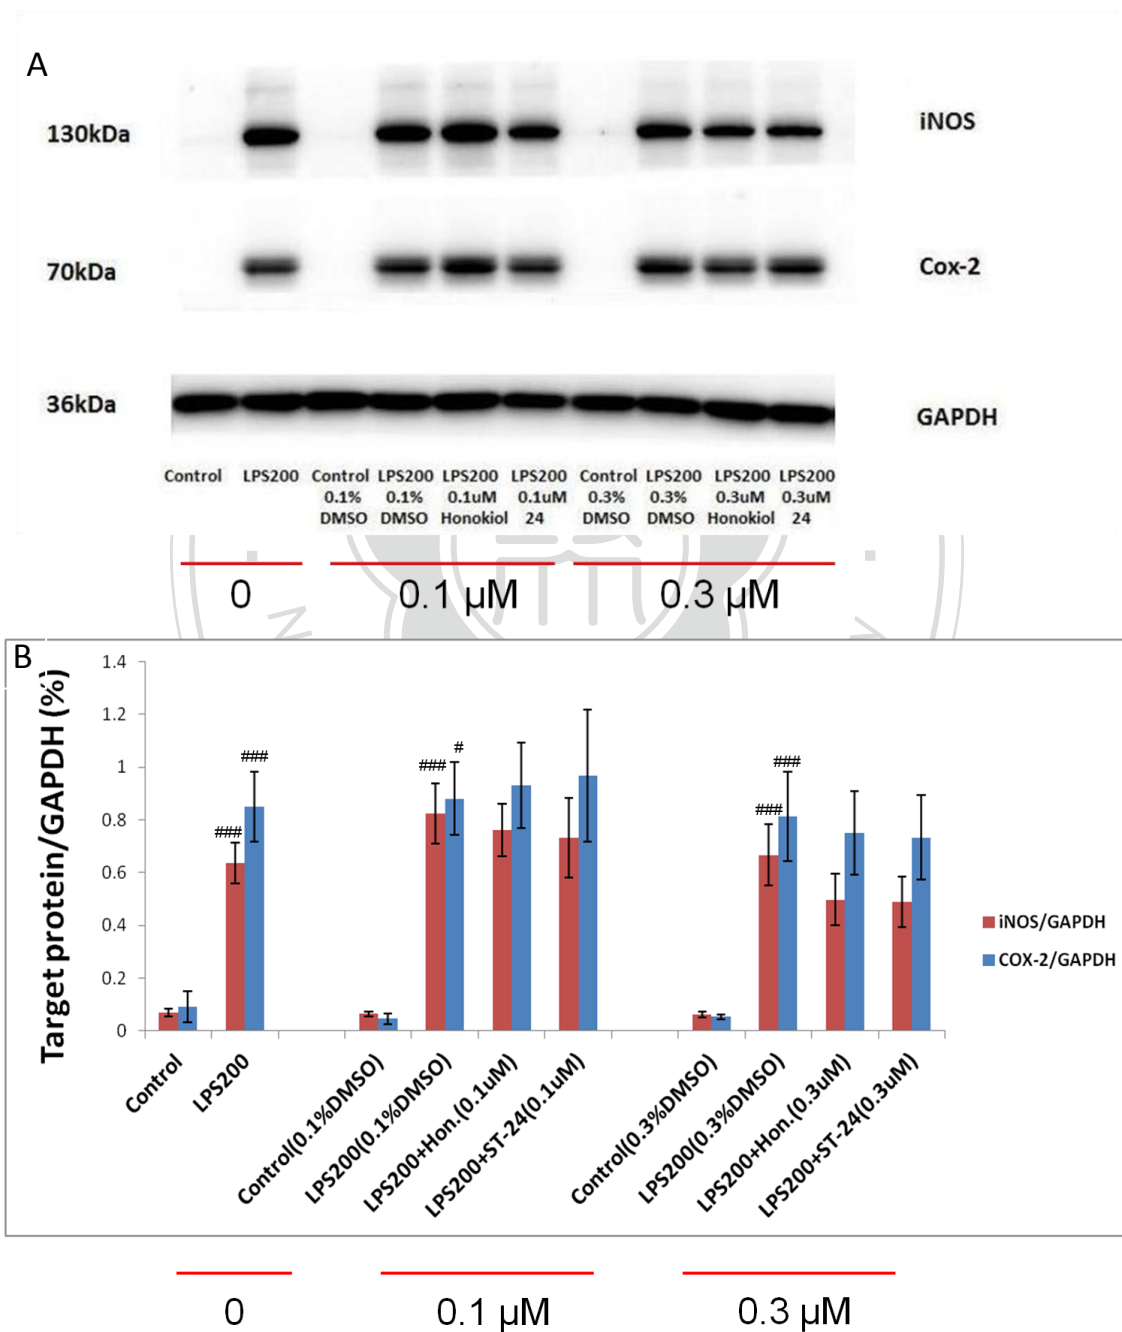 A
130kDa
iNOS
70kDa
Cox-2
36kDa
GAPDH
Control LPS200 Control LPS200 LPS200 LPS200 Control LPS200 LPS200 LPS200
0.1% 0.1% 0.1uM 0.1uM 0.3% 0.3% 0.3uM 0.3uM
DMSO DMSO Honokiol 24 DMSO DMSO Honokiol 24
0 0.1 µM 0.3 µM
B
Target protein/GAPDH (%)
1.4
1.2
1
0.8
0.6
0.4
0.2
0
### ###
### #
### ###
iNOS/GAPDH
COX-2/GAPDH
Control
LPS200
Control(0.1%DMSO)
LPS200(0.1%DMSO)
LPS200+Hon.(0.1uM)
LPS200+ST-24(0.1uM)
Control(0.3%DMSO)
LPS200(0.3%DMSO)
LPS200+Hon.(0.3uM)
LPS200+ST-24(0.3uM)
0 0.1 µM 0.3 µM